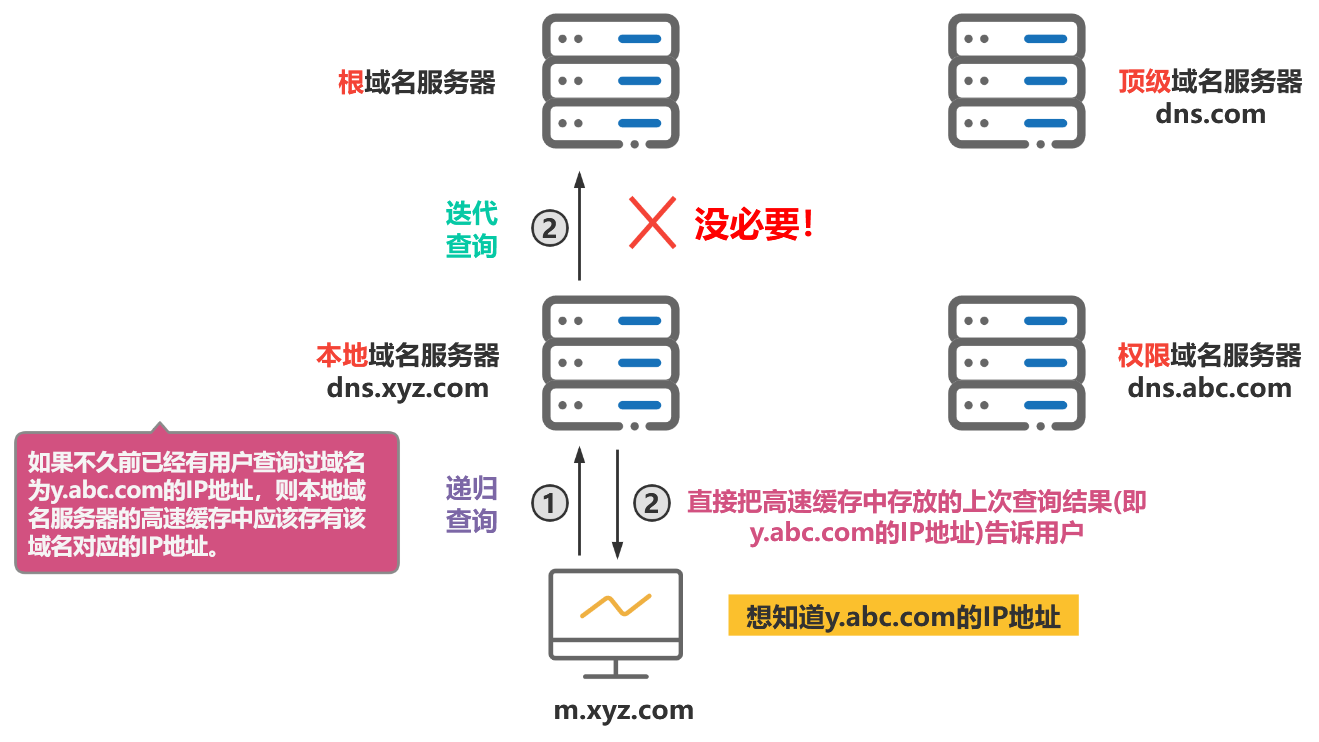 根域名服务器
顶级域名服务器
dns.com
迭代
查询
②
没必要！
本地域名服务器
dns.xyz.com
权限域名服务器
dns.abc.com
如果不久前已经有用户查询过域名
为y.abc.com的IP地址，则本地域
名服务器的高速缓存中应该存有该
域名对应的IP地址。
递归
查询
①
②
直接把高速缓存中存放的上次查询结果(即
y.abc.com的IP地址)告诉用户
想知道y.abc.com的IP地址
m.xyz.com